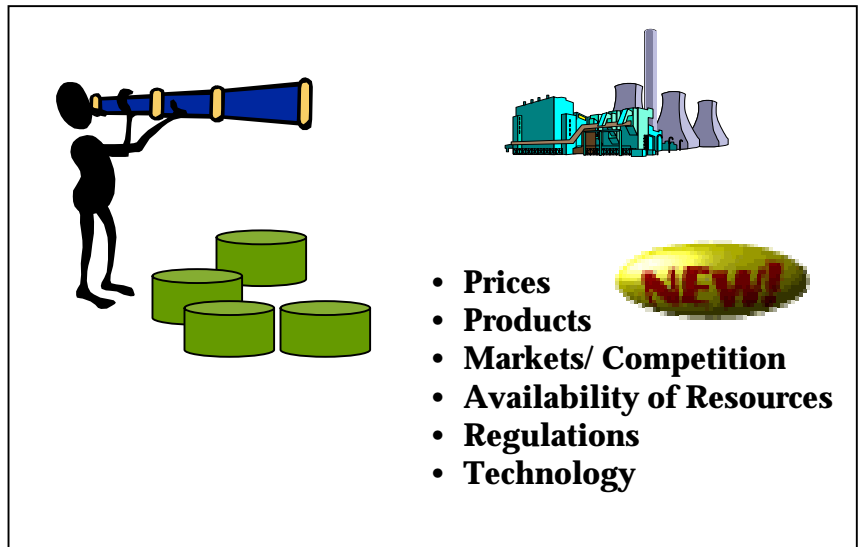 NEW!
• Prices
• Products
• Markets/ Competition
• Availability of Resources
• Regulations
• Technology